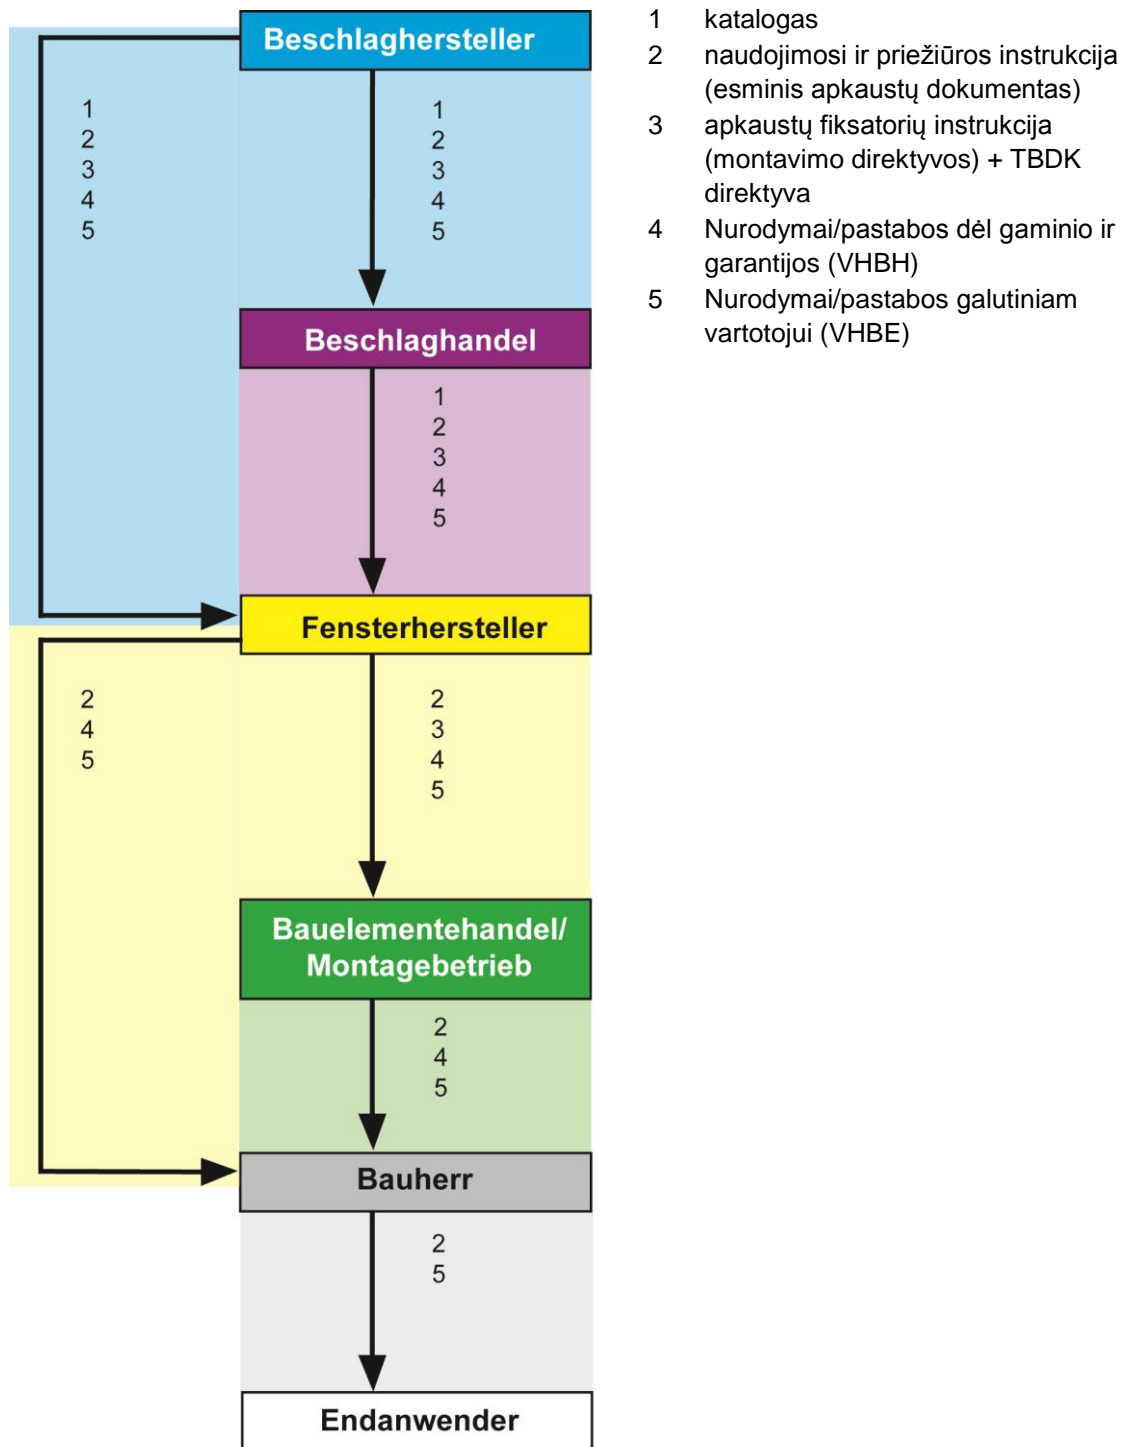 Beschlaghersteller
1
2
3
4
5
1
2
3
4
5
Beschlaghandel
1
2
3
4
5
Fensterhersteller
2
4
5
2
3
4
5
Bauelementehandel/
Montagebetrieb
2
4
5
Bauherr
2
5
Endanwender
1 katalogas
2 naudojimosi ir priežiūros instrukcija
(esminis apkaustų dokumentas)
3 apkaustų fiksatorių instrukcija
(montavimo direktyvos) + TBDK
direktyva
4 Nurodymai/pastabos dėl gaminio ir
garantijos (VHBH)
5 Nurodymai/pastabos galutiniam
vartotojui (VHBE)